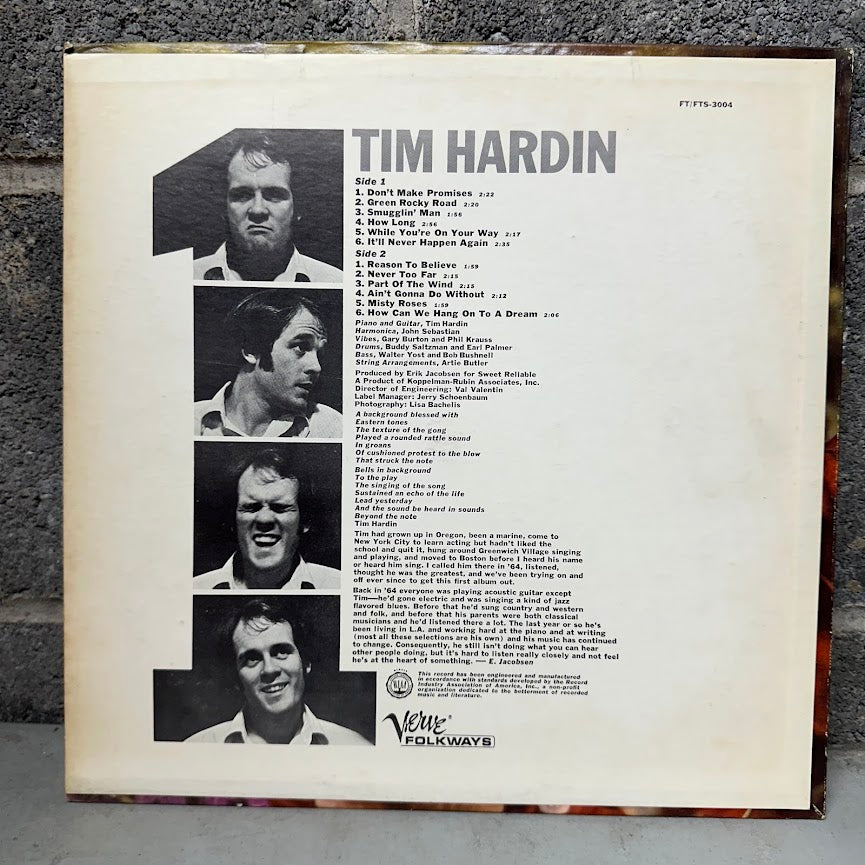 FT/FTS-3004
TIM HARDIN
Side 1
1. Don't Make Promises 2:22
2. Green Rocky Road 2:20
3. Smugglin' Man 1:56
4. How Long 2:56
5. While You're On Your Way 2:17
6. It'll Never Happen Again 2:35
Side 2
1. Reason To Believe 1:59
2. Never Too Far 2:15
3. Part Of The Wind 2:15
4. Ain't Gonna Do Without 2:12
5. Misty Roses 1:59
6. How Can We Hang On To A Dream 2:06
Piano and Guitar, Tim Hardin
Harmonica, John Sebastian
Vibes, Gary Burton and Phil Krauss
Drums, Buddy Saltzman and Earl Palmer
Bass, Walter Yost and Bob Bushnell
String Arrangements, Artie Butler
Produced by Erik Jacobsen for Sweet Reliable
A Product of Koppelman-Rubin Associates, Inc.
Director of Engineering: Val Valentin
Label Manager: Jerry Schoenbaum
Photography: Lisa Bachelis
A background blessed with
Eastern tones
The texture of the gong
Played a rounded rattle sound
In groans
Of cushioned protest to the blow
That struck the note
Bells in background
To the play
The singing of the song
Sustained an echo of the life
Lead yesterday
And the sound be heard in sounds
Beyond the note
Tim Hardin
Tim had grown up in Oregon, been a marine, come to
New York City to learn acting but hadn't liked the
school and quit it, hung around Greenwich Village singing
and playing, and moved to Boston before I heard his name
or heard him sing. I called him there in '64, listened,
thought he was the greatest, and we've been trying on and
off ever since to get this first album out.
Back in '64 everyone was playing acoustic guitar except
Tim—he'd gone electric and was singing a kind of jazz
flavored blues. Before that he'd sung country and western
and folk, and before that his parents were both classical
musicians and he'd listened there a lot. The last year or so he's
been living in L.A. and working hard at the piano and at writing
(most all these selections are his own) and his music has continued
to change. Consequently, he still isn't doing what you can hear
other people doing, but it's hard to listen really closely and not feel
he's at the heart of something. — E. Jacobsen
This record has been engineered and manufactured
in accordance with standards developed by the Record
Industry Association of America, Inc., a non-profit
organization dedicated to the betterment of recorded
music and literature.
RIAA
Verve®
FOLKWAYS